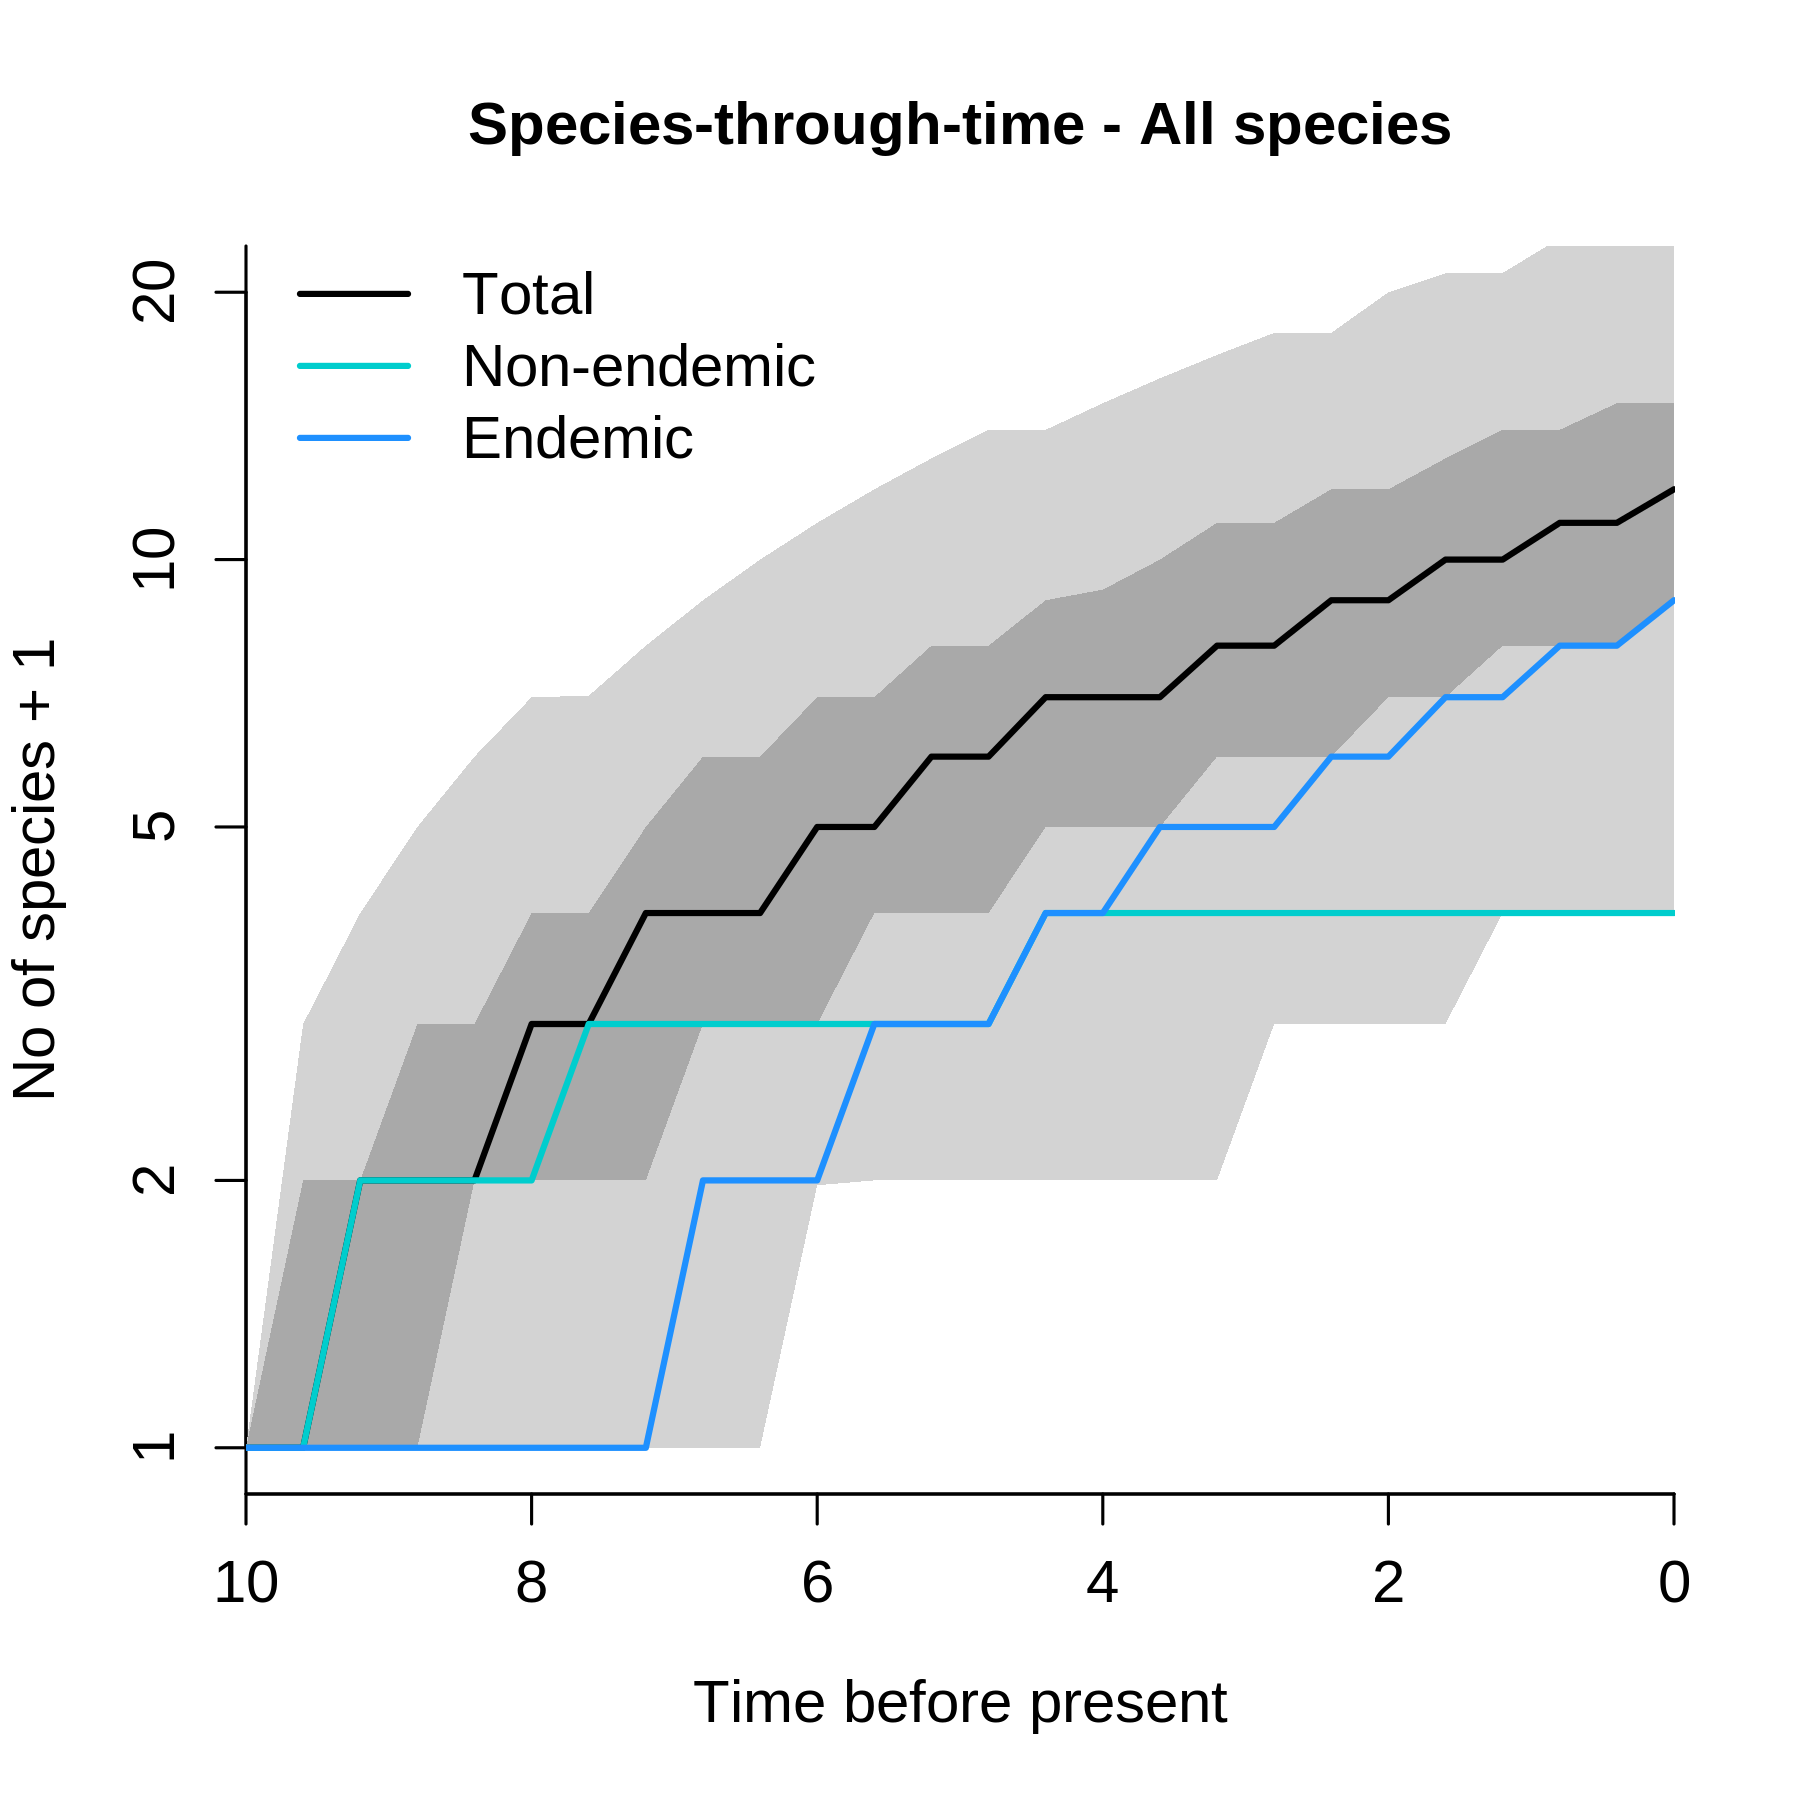 Species-through-time - All species
Total
Non-endemic
Endemic
No of species + 1
20
10
5
2
1
10 8 6 4 2 0
Time before present